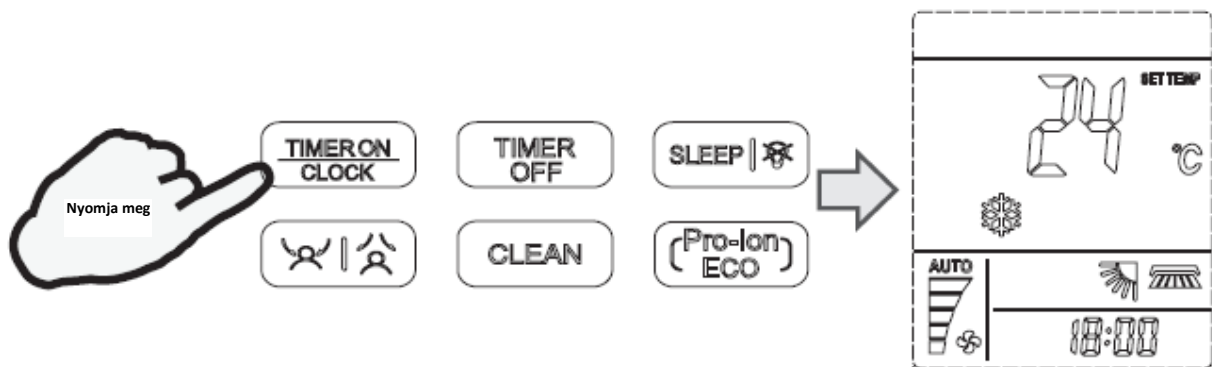 Nyomja meg
TIMER ON
CLOCK
TIMER
OFF
SLEEP
CLEAN
Pro-Ion
ECO
24
SET TEMP
°C
AUTO
18:00